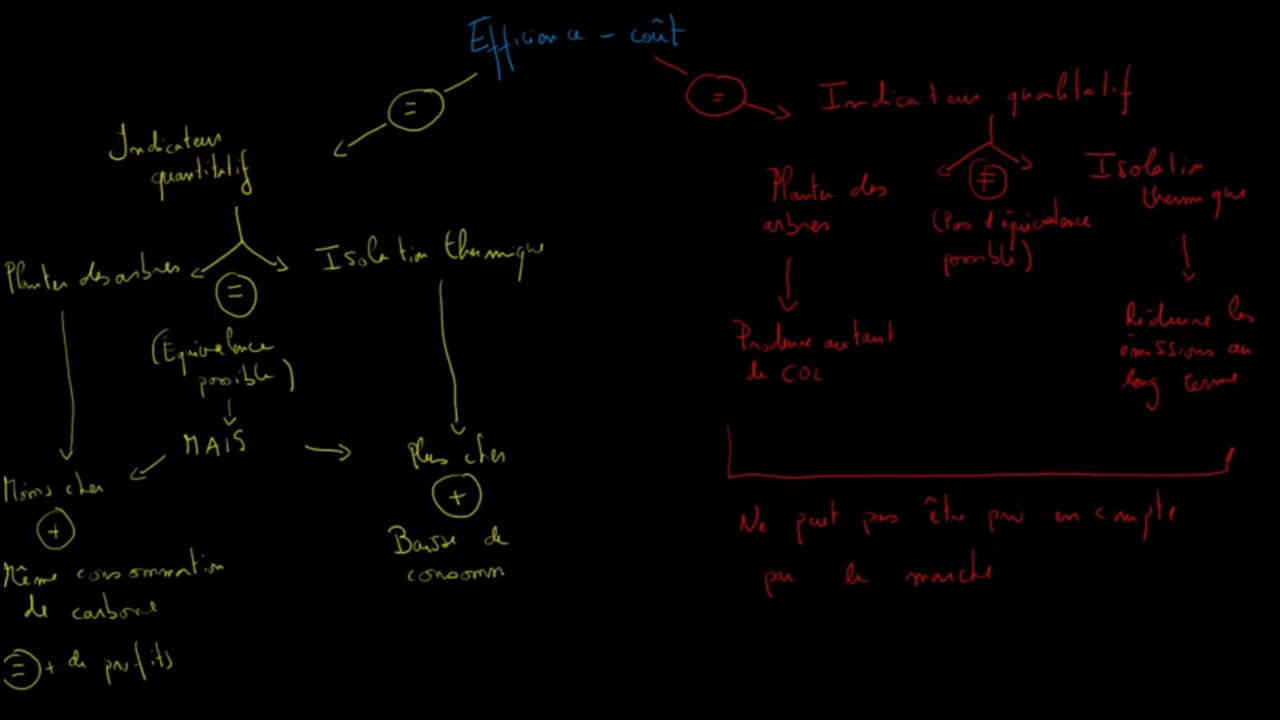 Efficience - coût
=
Indicateur
quantitatif
Planter des arbres
=
Isolation thermique
(Equivalence
possible)
MAIS
Moins cher
+
Même consommation
de carbone
= + de profits
Plus cher
+
Baisse de
consomm
=
Indicateur qualitatif
Planter des
arbres
≠
(Pas d'équivalence
possible)
Isolation
thermique
Produire autant
de CO2
Réduire les
émissions au
long terme
Ne peut pas être pris en compte
par le marché